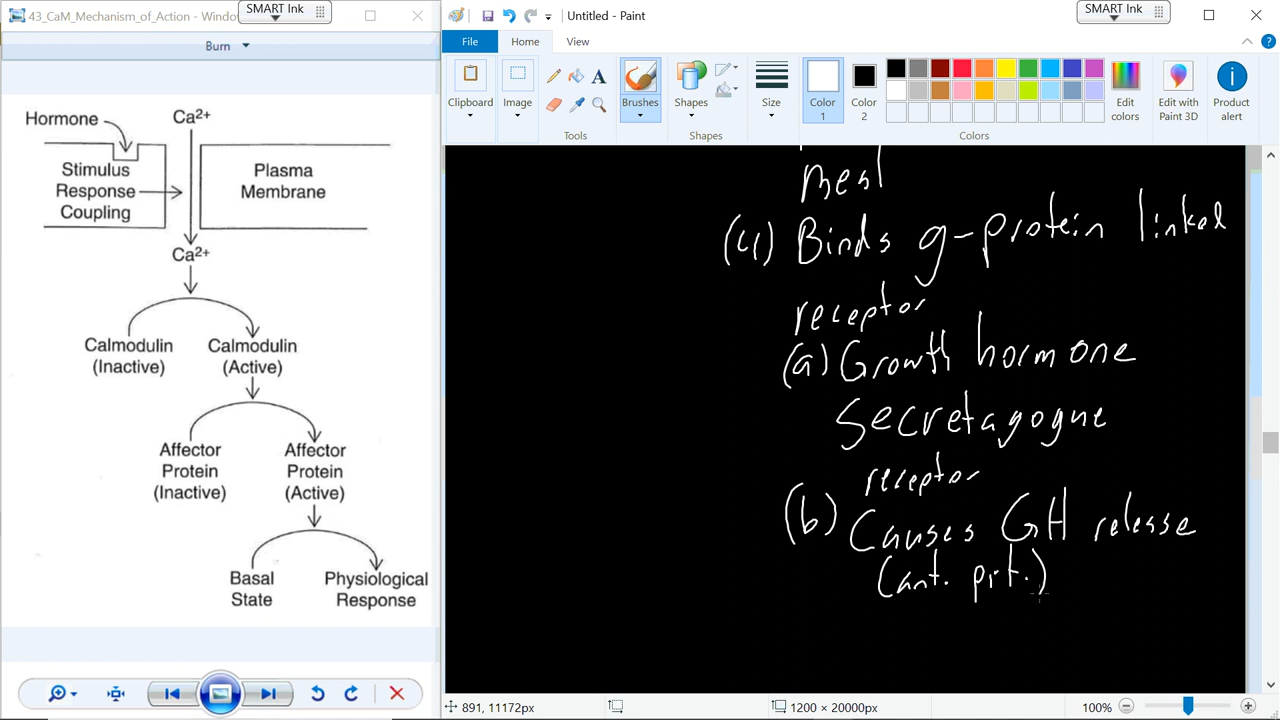 43_CaM_Mechanism_of_Action - Windo
SMART Ink
Burn
Hormone
Ca²⁺
Stimulus
Response
Coupling
Plasma
Membrane
Ca²⁺
Calmodulin
(Inactive)
Calmodulin
(Active)
Affector
Protein
(Inactive)
Affector
Protein
(Active)
Basal
State
Physiological
Response
Untitled - Paint
SMART Ink
File
Home
View
Clipboard
Image
Tools
Brushes
Shapes
Shapes
Size
Color
1
Color
2
Edit
colors
Colors
Edit with
Paint 3D
Product
alert
meal
(4) Binds g-protein linked
receptor
(a) Growth hormone
secretagogue
receptor
(b) Causes GH release
(ant. pit.)
891, 11172px
1200 × 20000px
100%